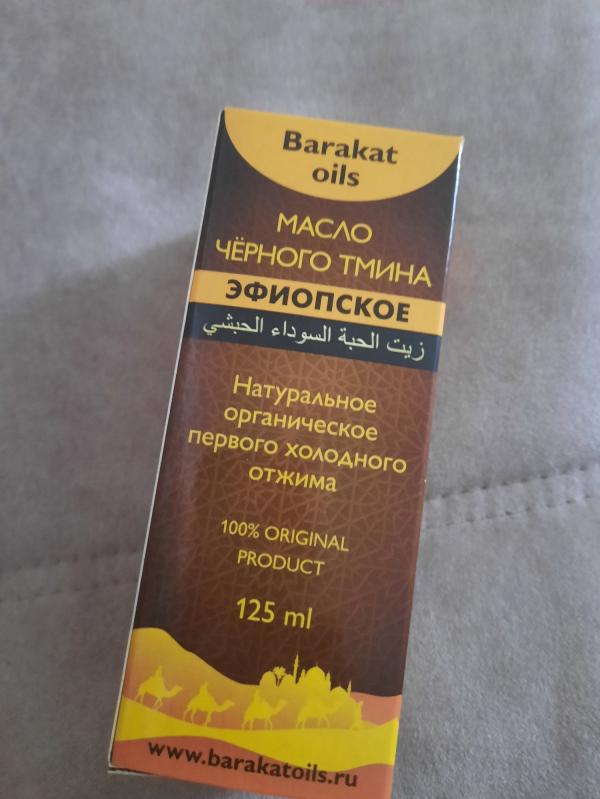 Barakat
oils
МАСЛО
ЧЁРНОГО ТМИНА
ЭФИОПСКОЕ
زيت الحبة السوداء الحبشي
Натуральное
органическое
первого холодного
отжима
100% ORIGINAL
PRODUCT
125 ml
www.barakatoils.ru